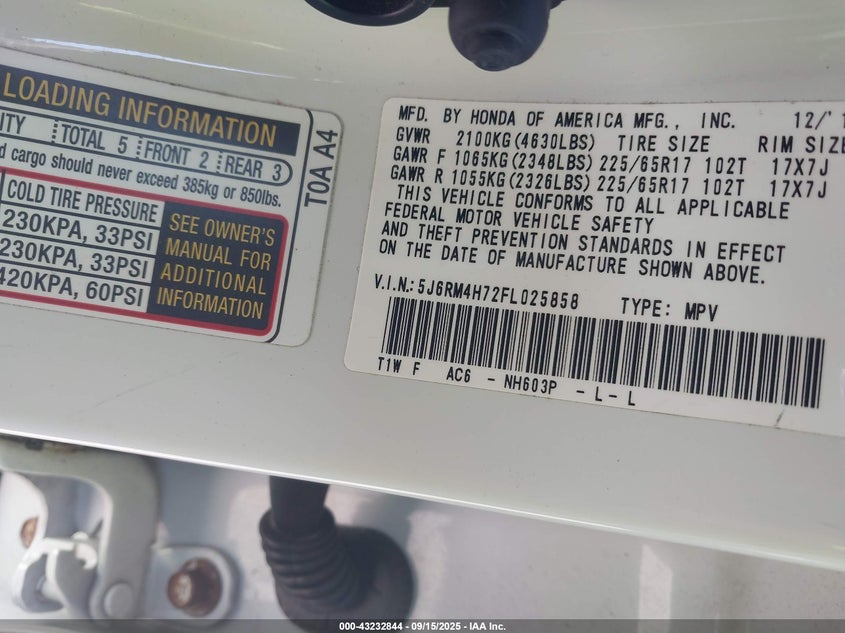 LOADING INFORMATION
TOTAL 5 FRONT 2 REAR 3
cargo should never exceed 385kg or 850lbs.
COLD TIRE PRESSURE
230KPA, 33PSI
230KPA, 33PSI
420KPA, 60PSI
SEE OWNER'S
MANUAL FOR
ADDITIONAL
INFORMATION
TOA A4
MFD. BY HONDA OF AMERICA MFG., INC. 12/
GVWR 2100KG(4630LBS) TIRE SIZE RIM SIZE
GAWR F 1065KG(2348LBS) 225/65R17 102T 17X7J
GAWR R 1055KG(2326LBS) 225/65R17 102T 17X7J
THIS VEHICLE CONFORMS TO ALL APPLICABLE
FEDERAL MOTOR VEHICLE SAFETY
AND THEFT PREVENTION STANDARDS IN EFFECT
ON THE DATE OF MANUFACTURE SHOWN ABOVE.
V.I.N.: 5J6RM4H72FL025858 TYPE: MPV
T1W F AC6 - NH603P - L - L
000-43232844 - 09/15/2025 - IAA Inc.